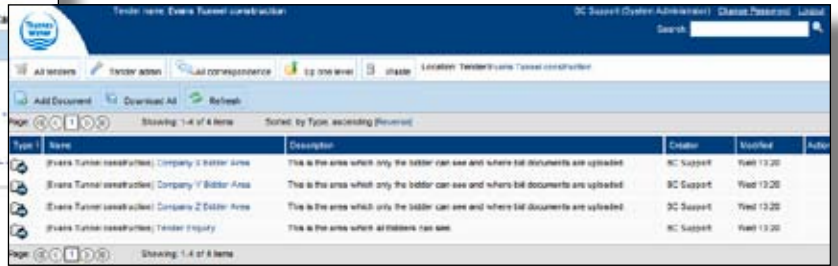 Tender name: Evans Tunnel construction
BC Support (System Administrator) Change Password Logout
Thames Water
Search:
All tenders Tender admin All correspondence Up one level Location: Tender/Evans Tunnel construction
Add Document Download All Refresh
Page: 1 Showing: 1-4 of 4 items Sorted: by Type, ascending [Reverse]
Type Name Description Creator Modified Action
[Evans Tunnel construction] Company X Bidder Area This is the area which only the bidder can see and where bid documents are uploaded. BC Support Wed 13:20
[Evans Tunnel construction] Company Y Bidder Area This is the area which only the bidder can see and where bid documents are uploaded. BC Support Wed 13:20
[Evans Tunnel construction] Company Z Bidder Area This is the area which only the bidder can see and where bid documents are uploaded. BC Support Wed 13:20
[Evans Tunnel construction] Tender Enquiry This is the area which all bidders can see. BC Support Wed 13:20
Page: 1 Showing: 1-4 of 4 items